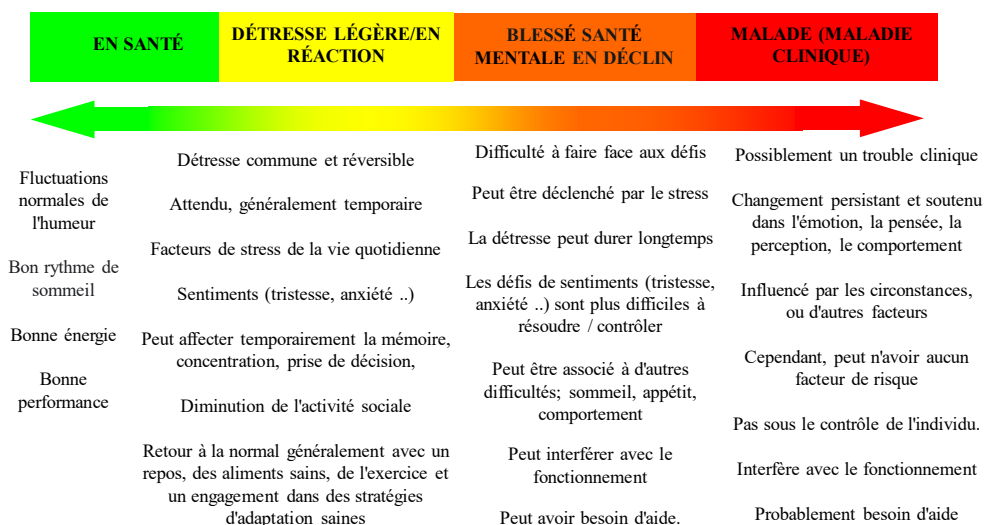 EN SANTÉ
DÉTRESSE LÉGÈRE/EN
RÉACTION
BLESSÉ SANTÉ
MENTALE EN DÉCLIN
MALADE (MALADIE
CLINIQUE)
Fluctuations
normales de
l'humeur
Bon rythme de
sommeil
Bonne énergie
Bonne
performance
Détresse commune et réversible
Attendu, généralement temporaire
Facteurs de stress de la vie quotidienne
Sentiments (tristesse, anxiété ..)
Peut affecter temporairement la mémoire,
concentration, prise de décision,
Diminution de l'activité sociale
Retour à la normal généralement avec un
repos, des aliments sains, de l'exercice et
un engagement dans des stratégies
d'adaptation saines
Difficulté à faire face aux défis
Peut être déclenché par le stress
La détresse peut durer longtemps
Les défis de sentiments (tristesse,
anxiété ..) sont plus difficiles à
résoudre / contrôler
Peut être associé à d'autres
difficultés; sommeil, appétit,
comportement
Peut interférer avec le
fonctionnement
Peut avoir besoin d'aide.
Possiblement un trouble clinique
Changement persistant et soutenu
dans l'émotion, la pensée, la
perception, le comportement
Influencé par les circonstances,
ou d'autres facteurs
Cependant, peut n'avoir aucun
facteur de risque
Pas sous le contrôle de l'individu.
Interfère avec le fonctionnement
Probablement besoin d'aide